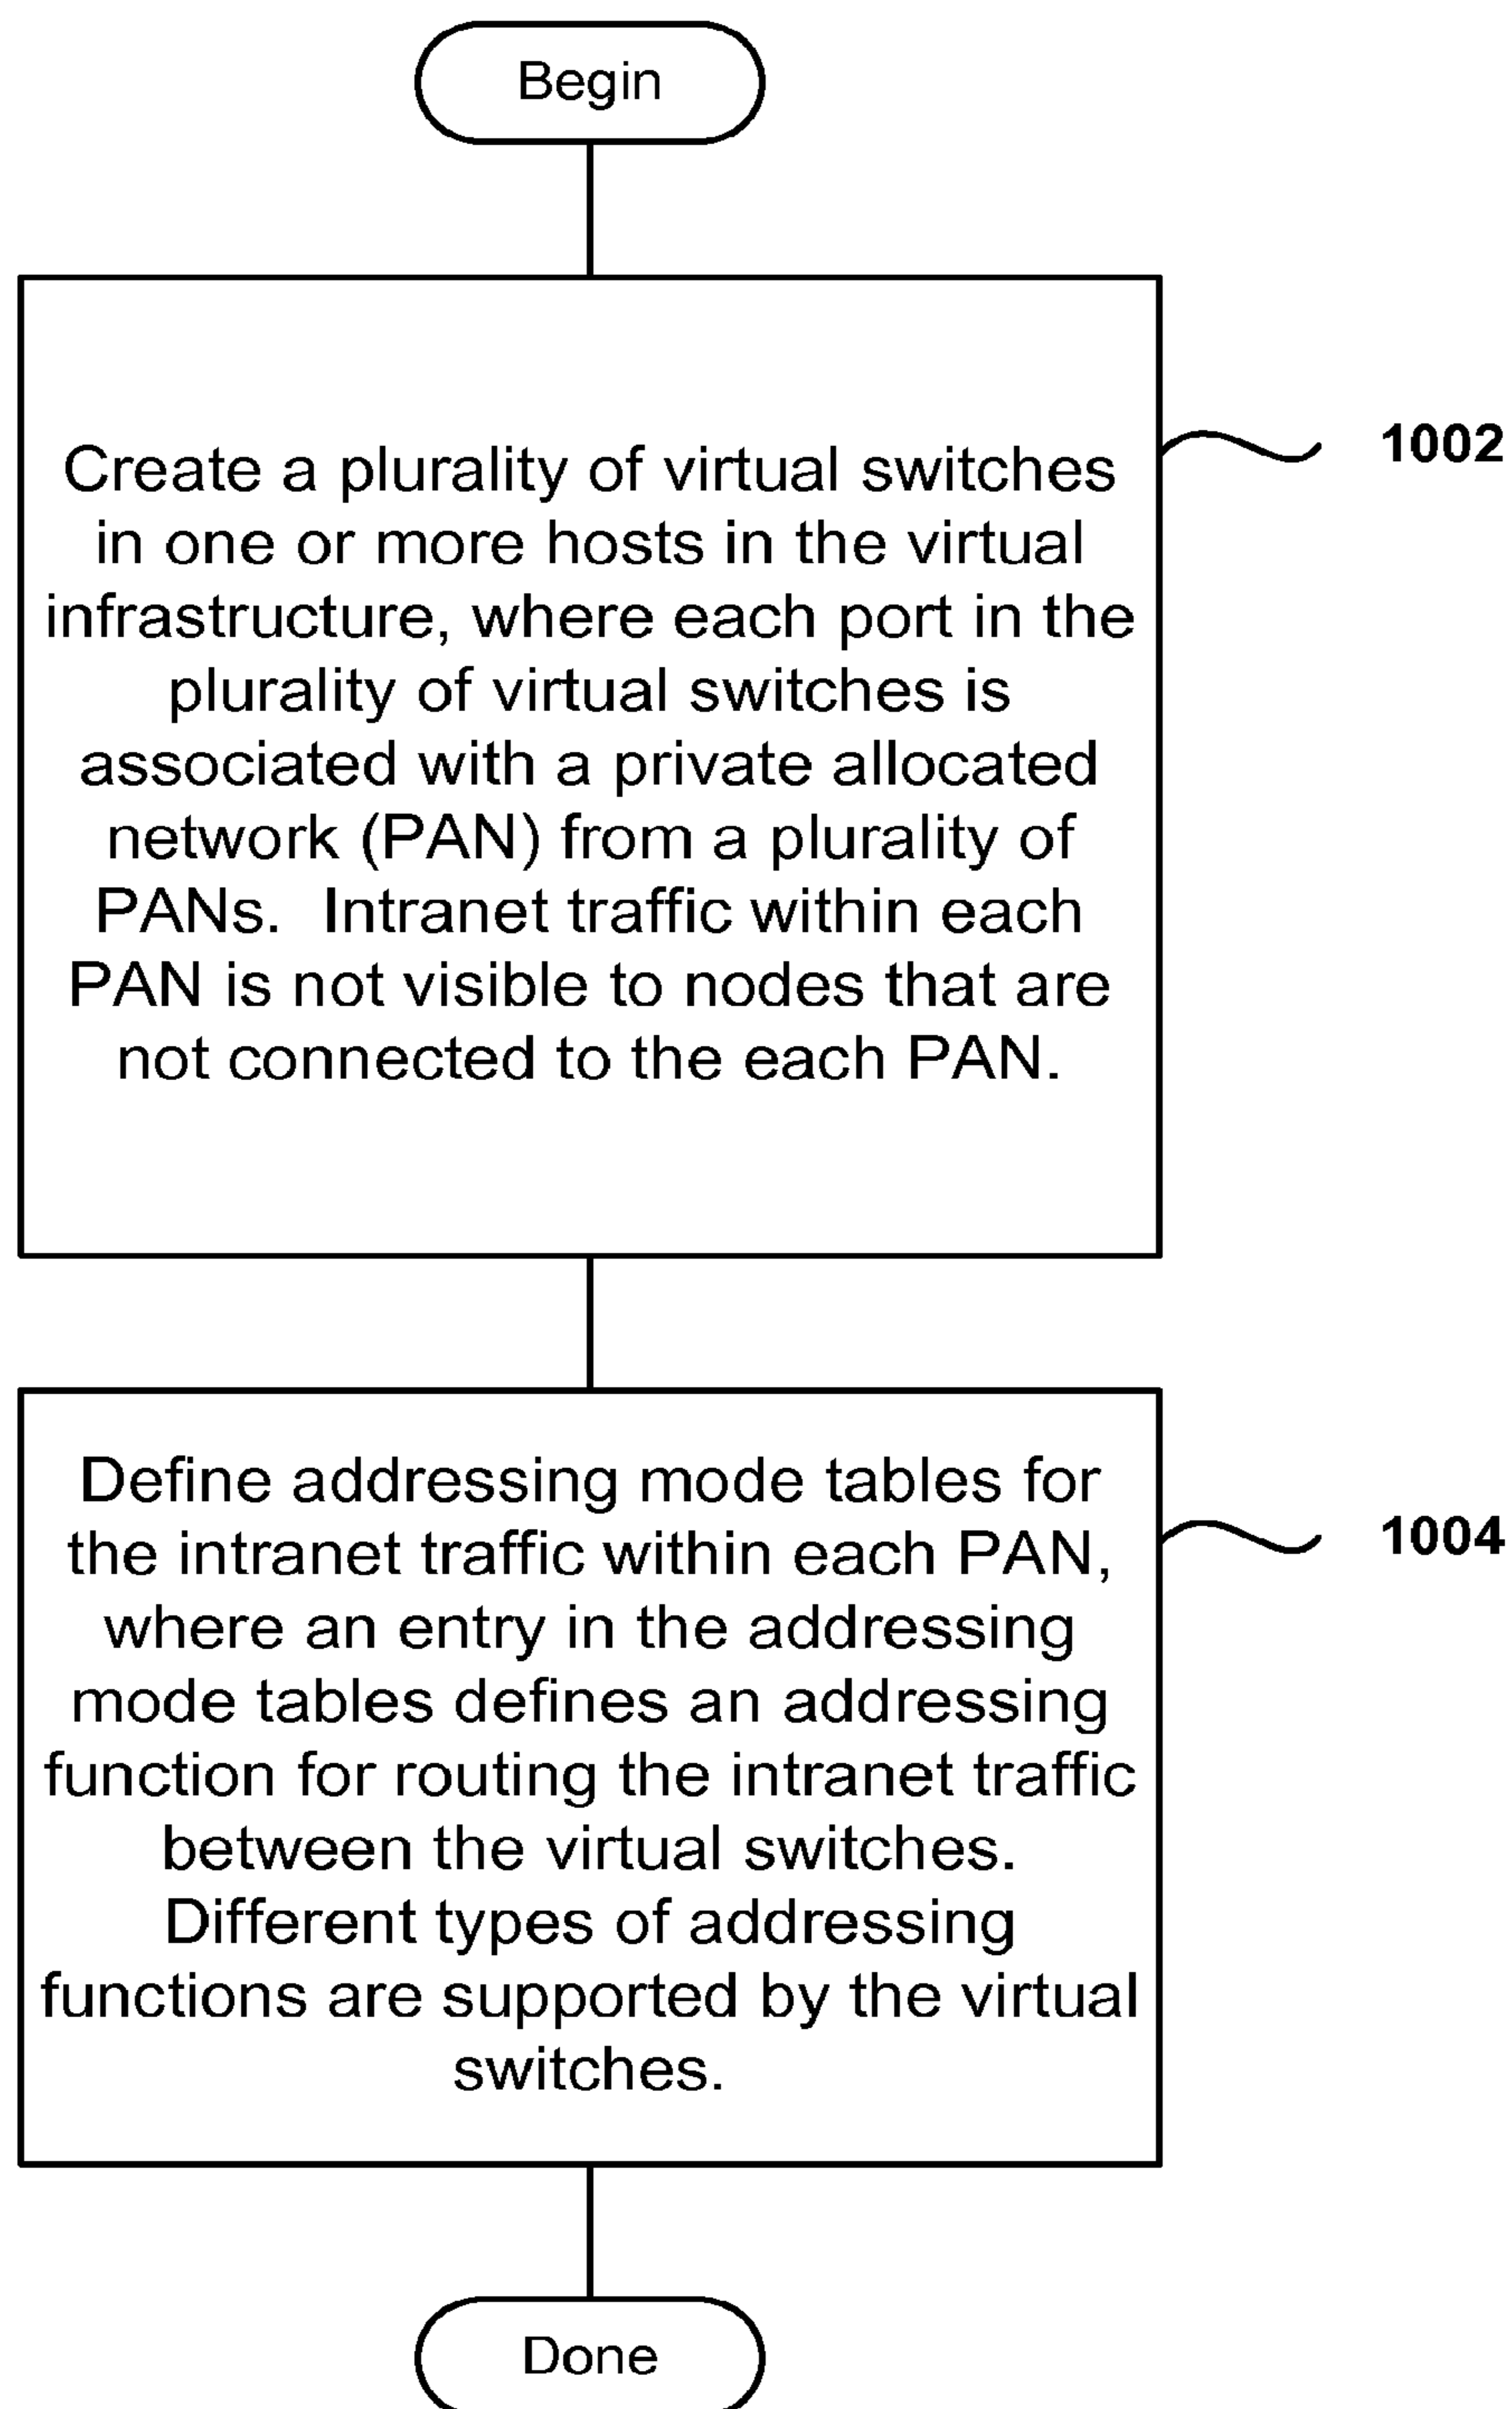 Begin
Create a plurality of virtual switches
in one or more hosts in the virtual
infrastructure, where each port in the
plurality of virtual switches is
associated with a private allocated
network (PAN) from a plurality of
PANs.  Intranet traffic within each
PAN is not visible to nodes that are
not connected to the each PAN.
1002
Define addressing mode tables for
the intranet traffic within each PAN,
where an entry in the addressing
mode tables defines an addressing
function for routing the intranet traffic
between the virtual switches.
Different types of addressing
functions are supported by the virtual
switches.
1004
Done